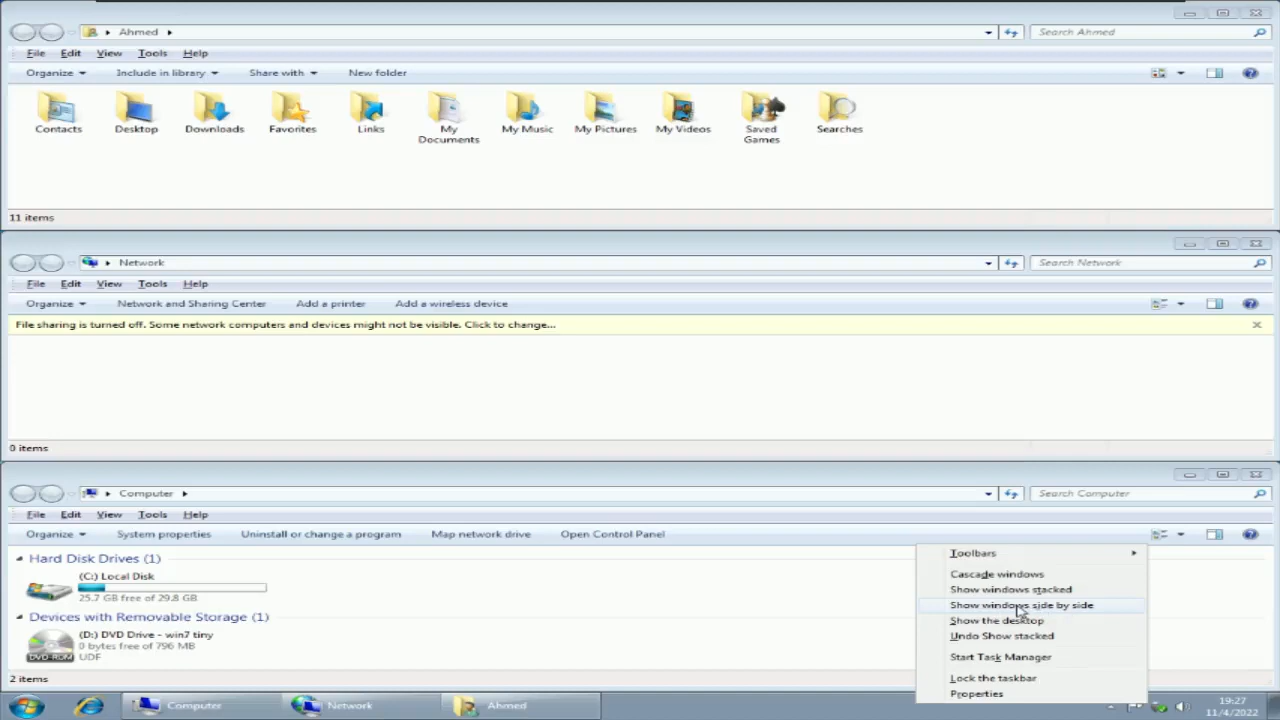 Ahmed
Search Ahmed
File Edit View Tools Help
Organize Include in library Share with New folder
Contacts Desktop Downloads Favorites Links My Documents My Music My Pictures My Videos Saved Games Searches
11 items
Network
Search Network
File Edit View Tools Help
Organize Network and Sharing Center Add a printer Add a wireless device
File sharing is turned off. Some network computers and devices might not be visible. Click to change...
0 items
Computer
Search Computer
File Edit View Tools Help
Organize System properties Uninstall or change a program Map network drive Open Control Panel
Hard Disk Drives (1)
(C:) Local Disk
25.7 GB free of 29.8 GB
Devices with Removable Storage (1)
(D:) DVD Drive - win7 tiny
0 bytes free of 796 MB
UDF
DVD-ROM
2 items
Toolbars
Cascade windows
Show windows stacked
Show windows side by side
Show the desktop
Undo Show stacked
Start Task Manager
Lock the taskbar
Properties
Computer Network Ahmed
19:27
11/4/2022